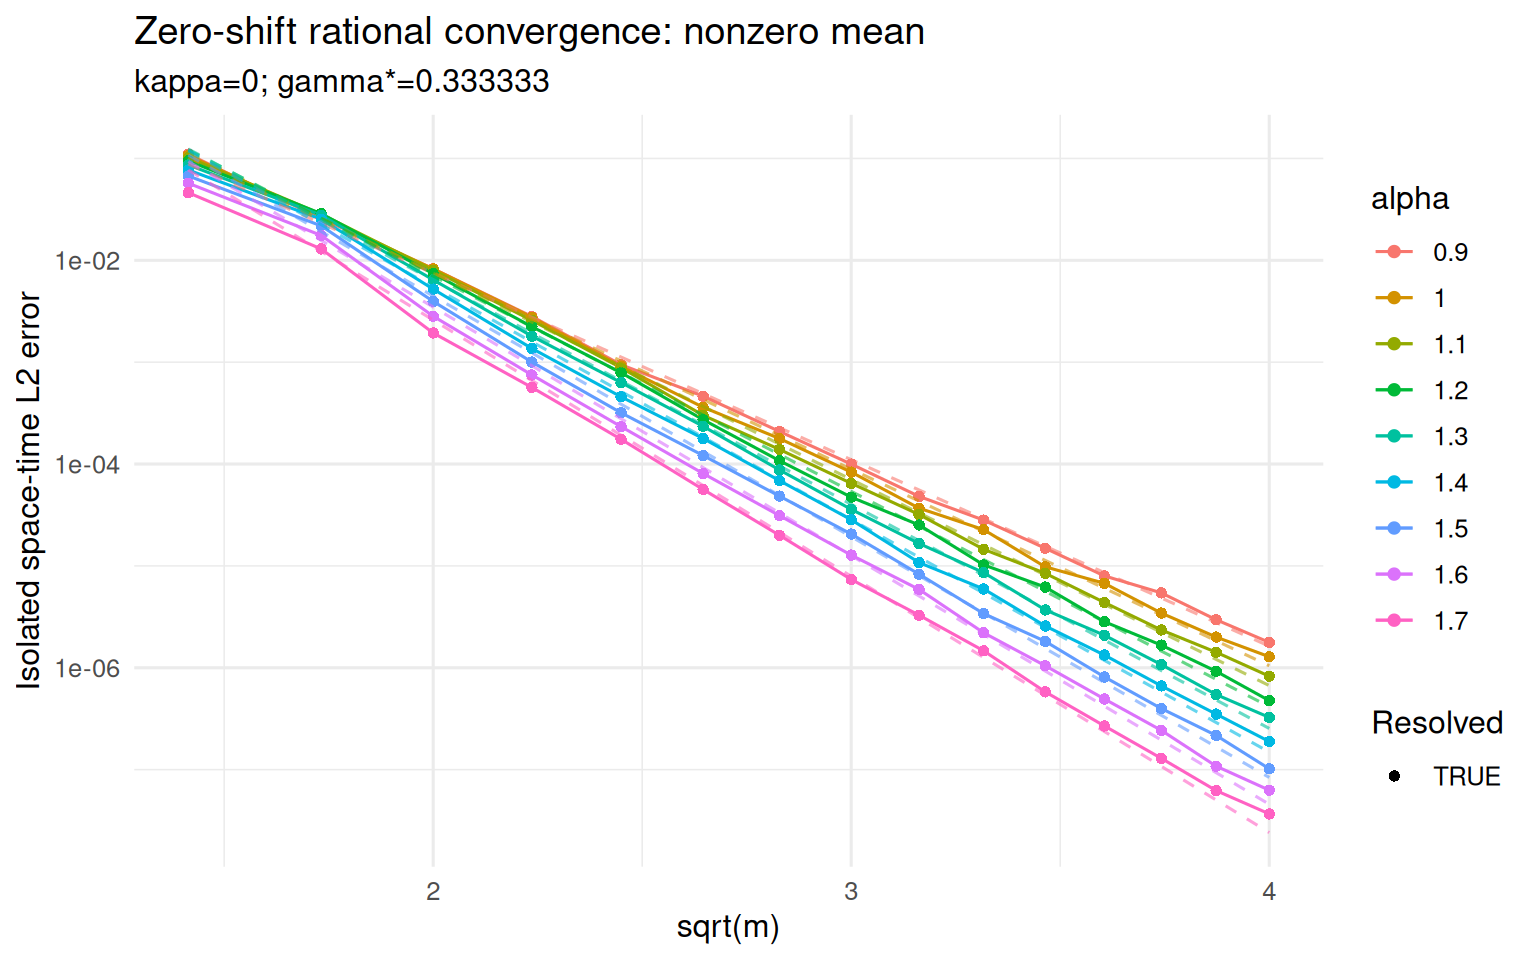 Zero-shift rational convergence: nonzero mean
kappa=0; gamma*=0.333333
Isolated space-time L2 error
1e-02
1e-04
1e-06
2
3
4
sqrt(m)
alpha
0.9
1
1.1
1.2
1.3
1.4
1.5
1.6
1.7
Resolved
TRUE